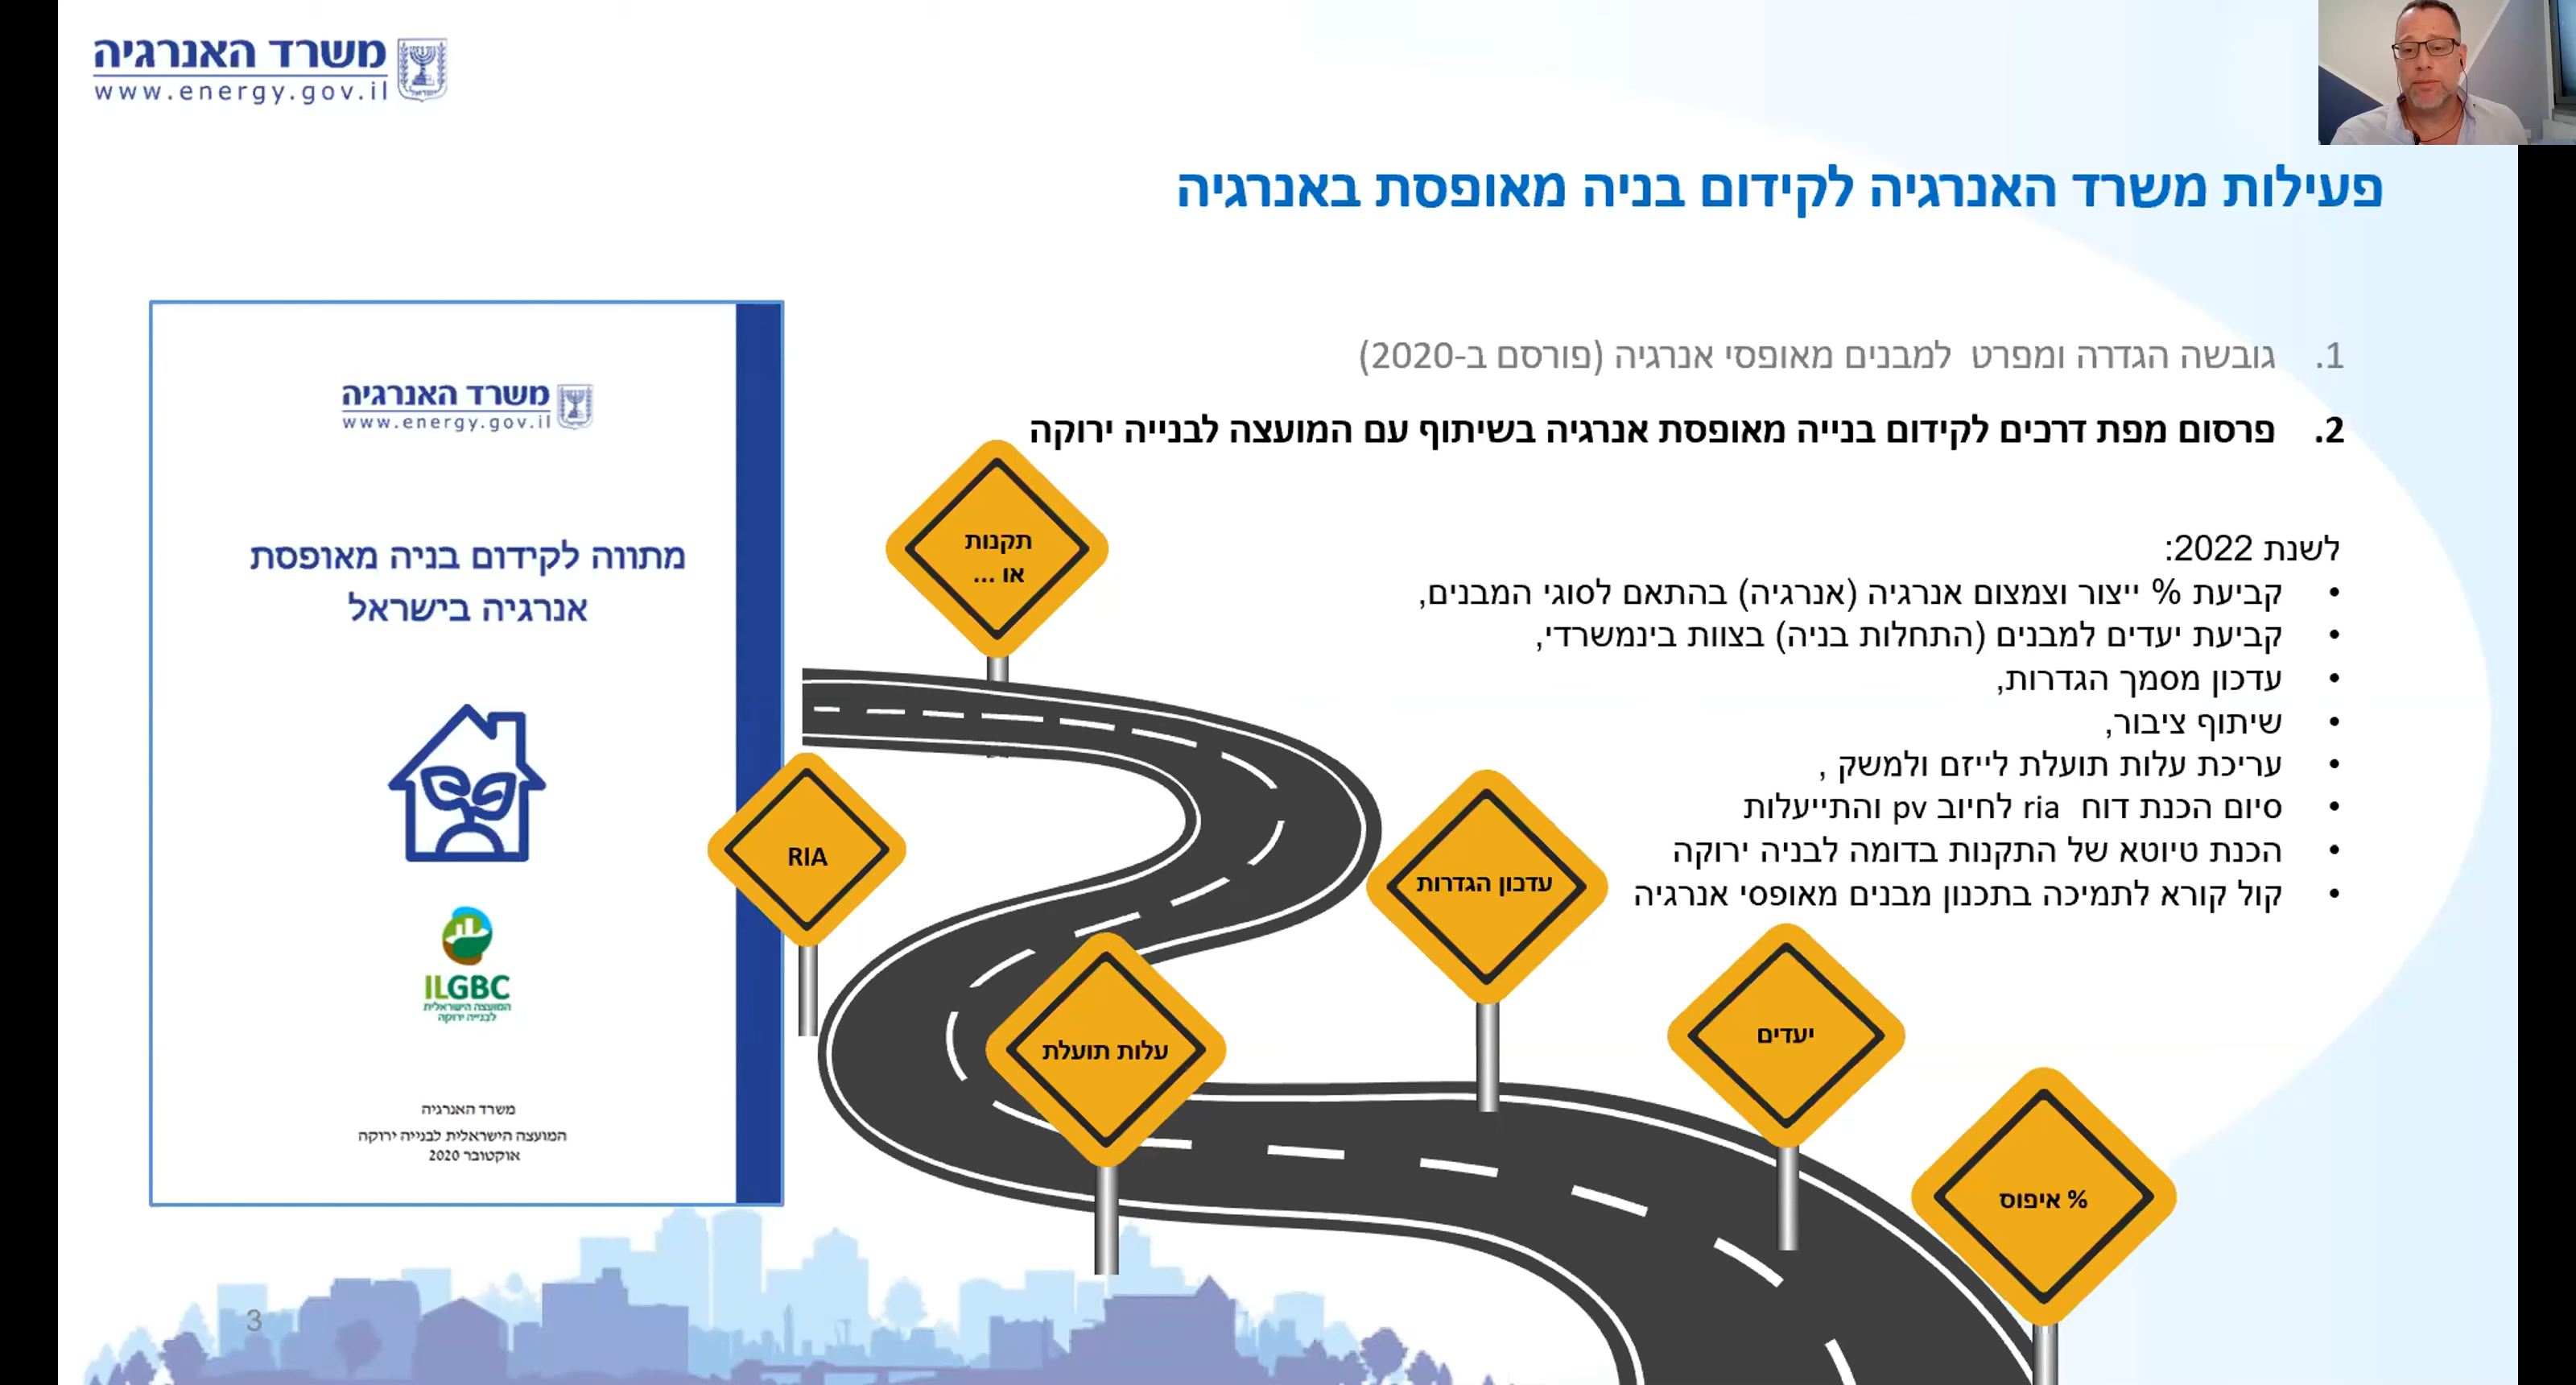 משרד האנרגיה
www.energy.gov.il
פעילות משרד האנרגיה לקידום בניה מאופסת באנרגיה
1. גובשה הגדרה ומפרט למבנים מאופסי אנרגיה (פורסם ב-2020)
2. פרסום מפת דרכים לקידום בנייה מאופסת אנרגיה בשיתוף עם המועצה לבנייה ירוקה
לשנת 2022:
• קביעת % ייצור וצמצום אנרגיה (אנרגיה) בהתאם לסוגי המבנים,
• קביעת יעדים למבנים (התחלות בניה) בצוות בינמשרדי,
• עדכון מסמך הגדרות,
• שיתוף ציבור,
• עריכת עלות תועלת לייזם ולמשק ,
• סיום הכנת דוח ria לחיוב pv והתייעלות
• הכנת טיוטא של התקנות בדומה לבניה ירוקה
• קול קורא לתמיכה בתכנון מבנים מאופסי אנרגיה
תקנות
או ...
RIA
עדכון הגדרות
עלות תועלת
יעדים
% איפוס
משרד האנרגיה
www.energy.gov.il
מתווה לקידום בניה מאופסת
אנרגיה בישראל
ILGBC
המועצה הישראלית
לבנייה ירוקה
משרד האנרגיה
המועצה הישראלית לבנייה ירוקה
אוקטובר 2020
3